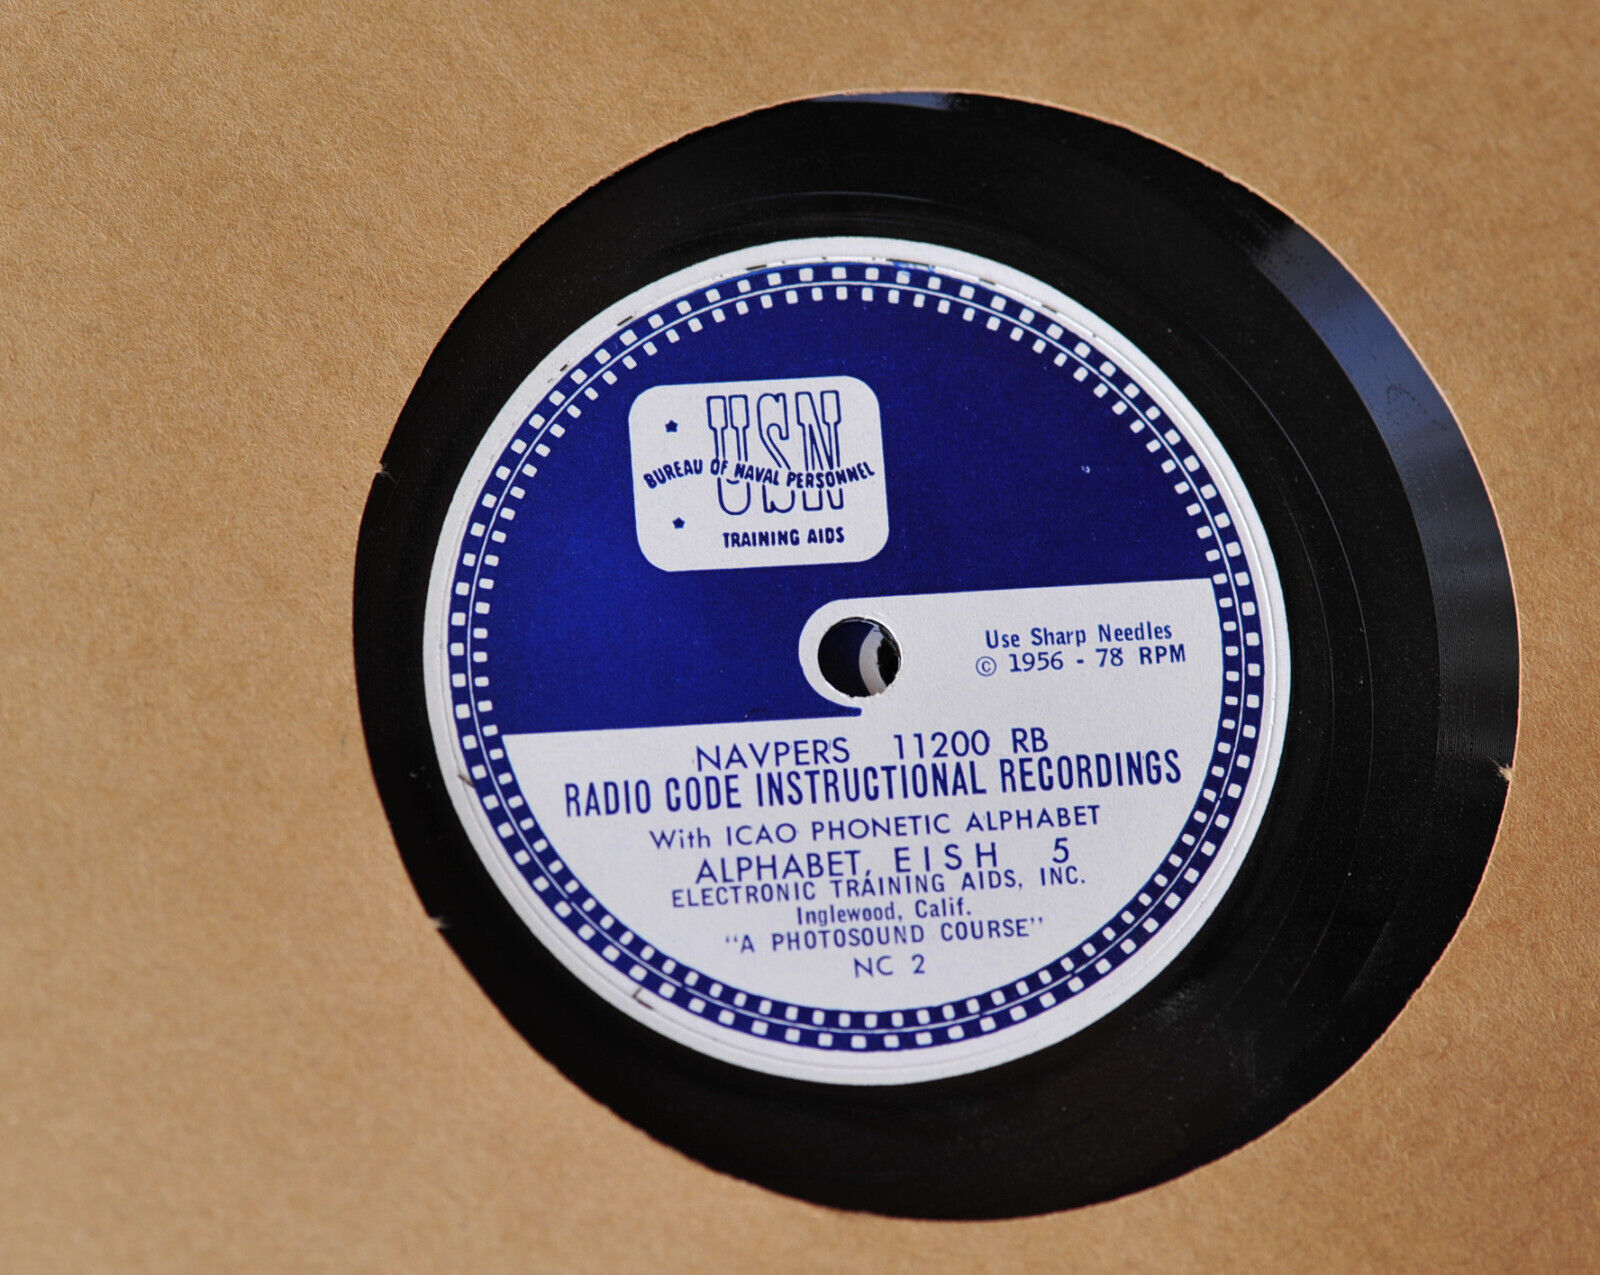 USN
BUREAU OF NAVAL PERSONNEL
TRAINING AIDS
Use Sharp Needles
© 1956 - 78 RPM
NAVPERS 11200 RB
RADIO CODE INSTRUCTIONAL RECORDINGS
With ICAO PHONETIC ALPHABET
ALPHABET, E I S H 5
ELECTRONIC TRAINING AIDS, INC.
Inglewood, Calif.
"A PHOTOSOUND COURSE"
NC 2